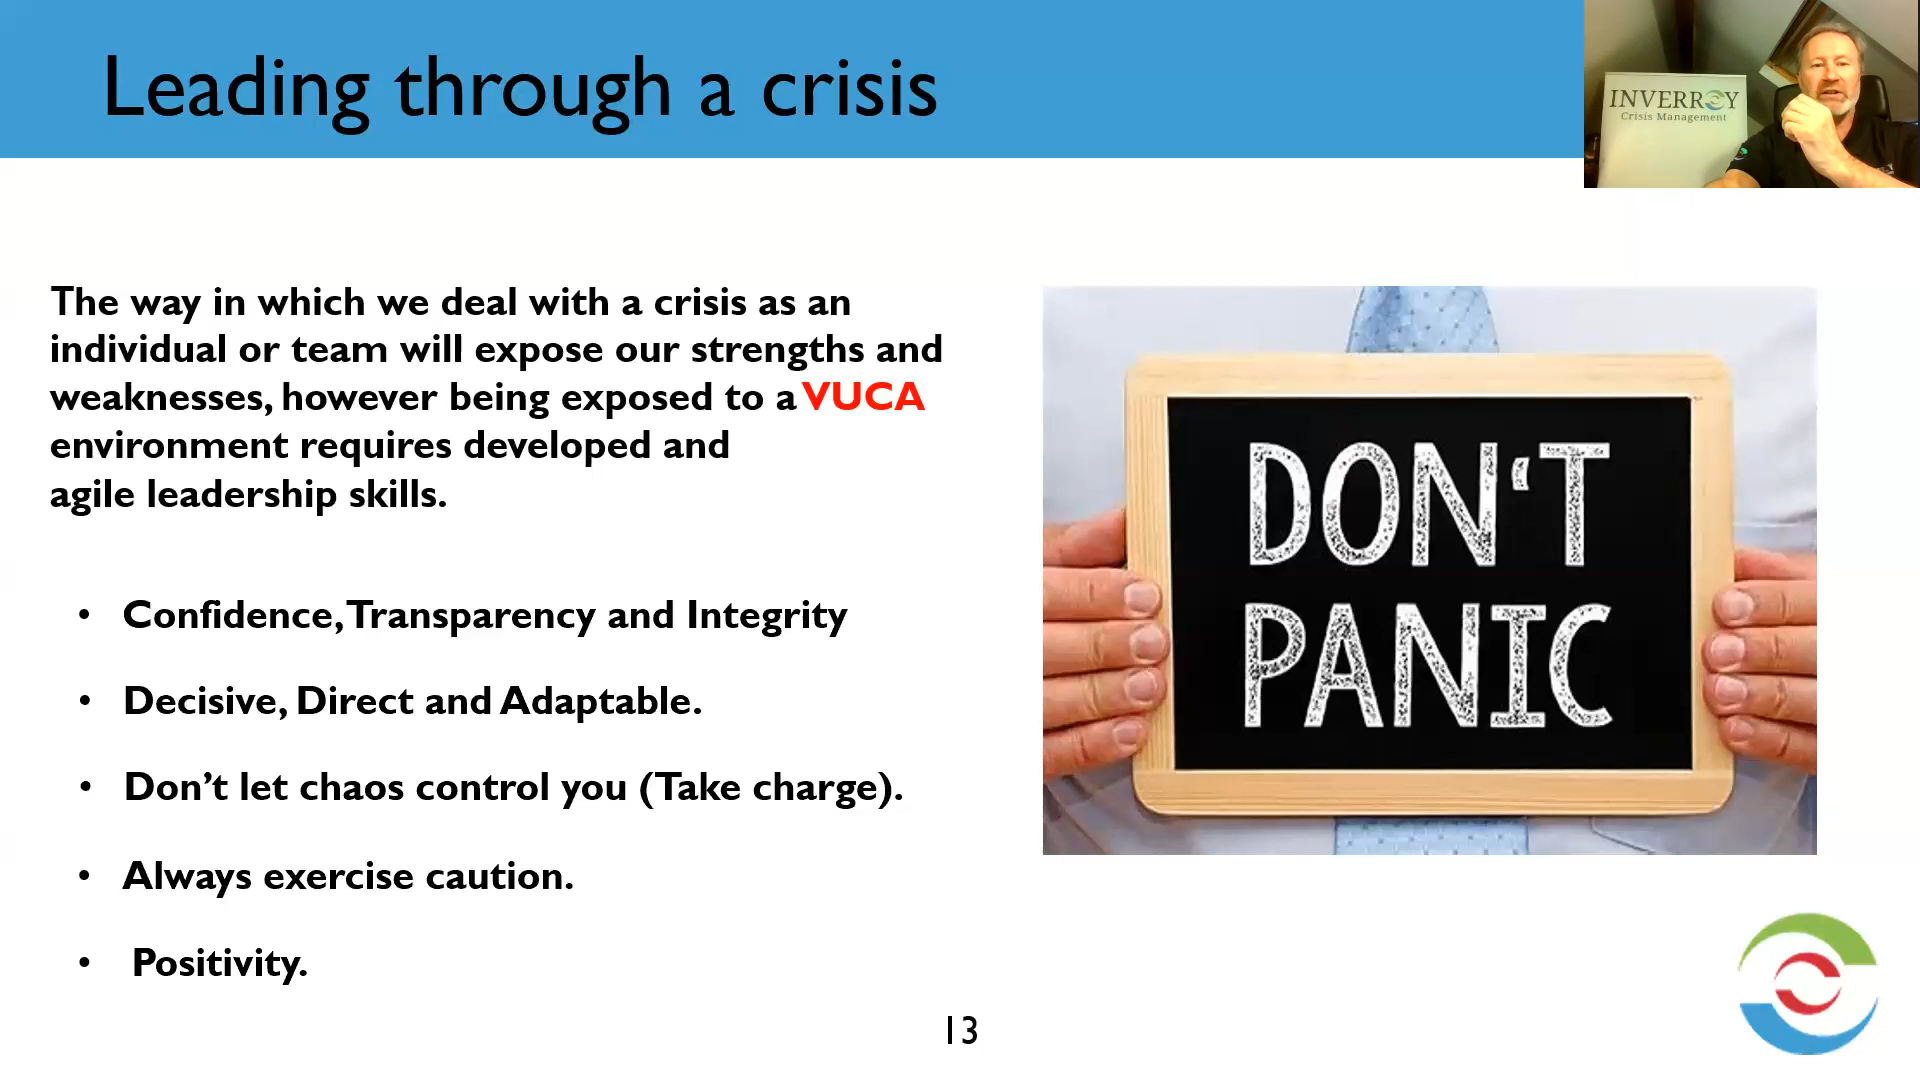 Leading through a crisis
INVERROY
Crisis Management
The way in which we deal with a crisis as an
individual or team will expose our strengths and
weaknesses, however being exposed to a VUCA
environment requires developed and
agile leadership skills.
• Confidence, Transparency and Integrity
• Decisive, Direct and Adaptable.
• Don’t let chaos control you (Take charge).
• Always exercise caution.
• Positivity.
DON‘T
PANIC
13